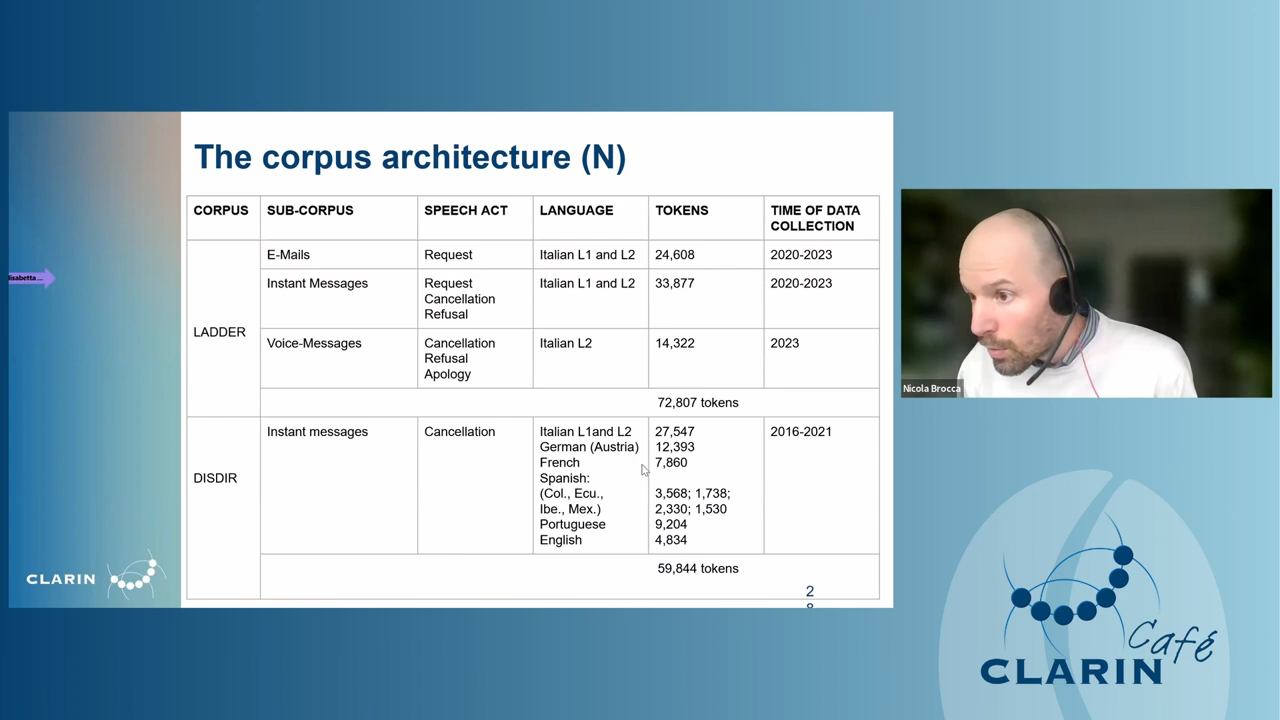 The corpus architecture (N)
CORPUS SUB-CORPUS SPEECH ACT LANGUAGE TOKENS TIME OF DATA
COLLECTION
LADDER
E-Mails Request Italian L1 and L2 24,608 2020-2023
Instant Messages Request Italian L1 and L2 33,877 2020-2023
Cancellation
Refusal
Voice-Messages Cancellation Italian L2 14,322 2023
Refusal
Apology
72,807 tokens
DISDIR
Instant messages Cancellation Italian L1and L2 27,547 2016-2021
German (Austria) 12,393
French 7,860
Spanish:
(Col., Ecu., 3,568; 1,738;
Ibe., Mex.) 2,330; 1,530
Portuguese 9,204
English 4,834
59,844 tokens
2
CLARIN
Nicola Brocca
Café
CLARIN